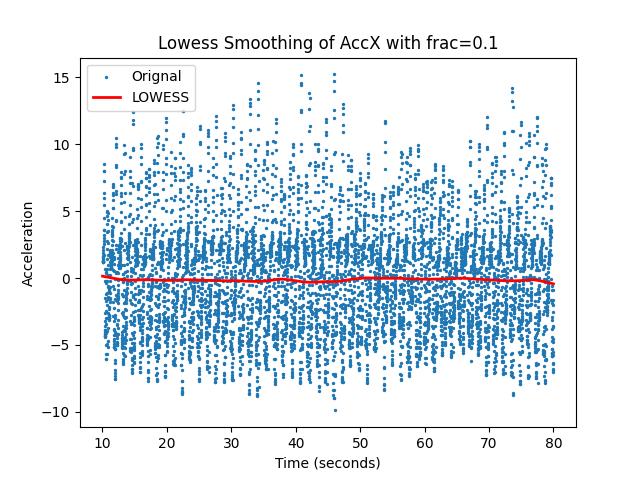 Lowess Smoothing of AccX with frac=0.1
Orignal
LOWESS
Acceleration
15
10
5
0
−5
−10
10 20 30 40 50 60 70 80
Time (seconds)